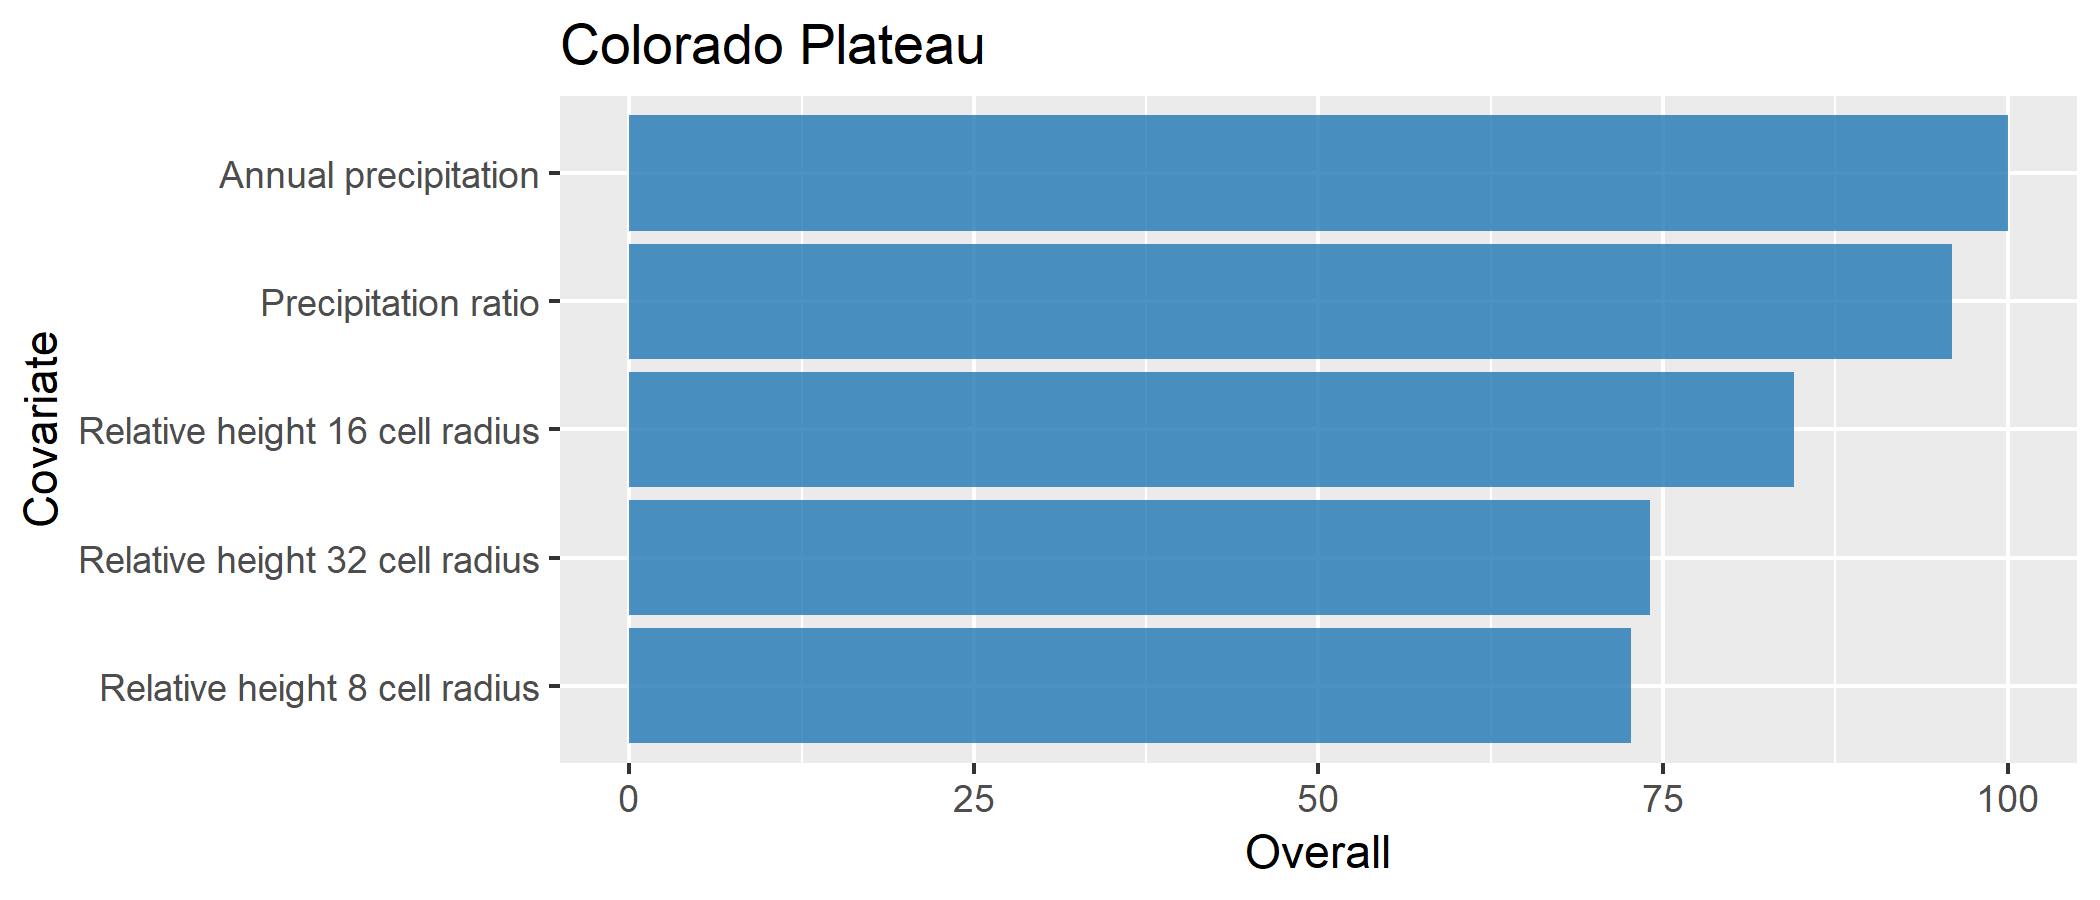 Colorado Plateau
Covariate
Annual precipitation
Precipitation ratio
Relative height 16 cell radius
Relative height 32 cell radius
Relative height 8 cell radius
0 25 50 75 100
Overall